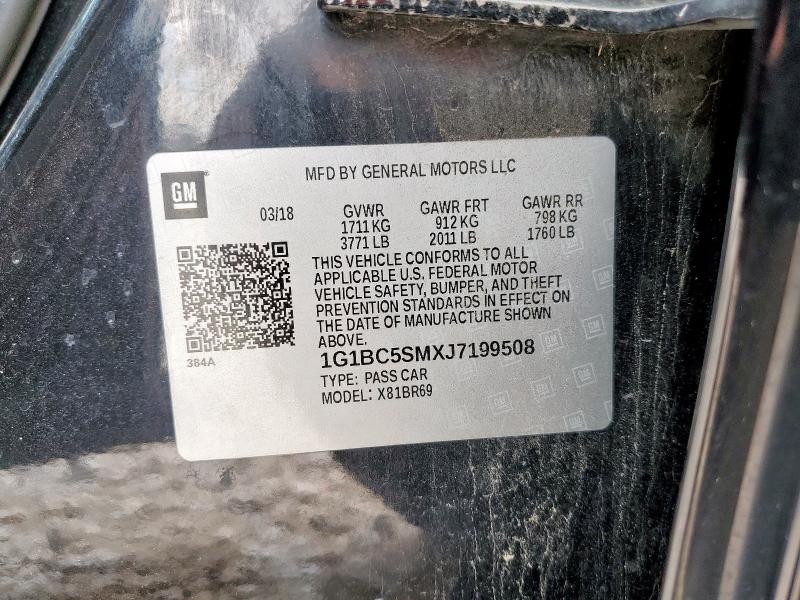 MFD BY GENERAL MOTORS LLC
GM
03/18 GVWR GAWR FRT GAWR RR
1711 KG 912 KG 798 KG
3771 LB 2011 LB 1760 LB
THIS VEHICLE CONFORMS TO ALL
APPLICABLE U.S. FEDERAL MOTOR
VEHICLE SAFETY, BUMPER, AND THEFT
PREVENTION STANDARDS IN EFFECT ON
THE DATE OF MANUFACTURE SHOWN
ABOVE.
384A
1G1BC5SMXJ7199508
TYPE: PASS CAR
MODEL: X81BR69